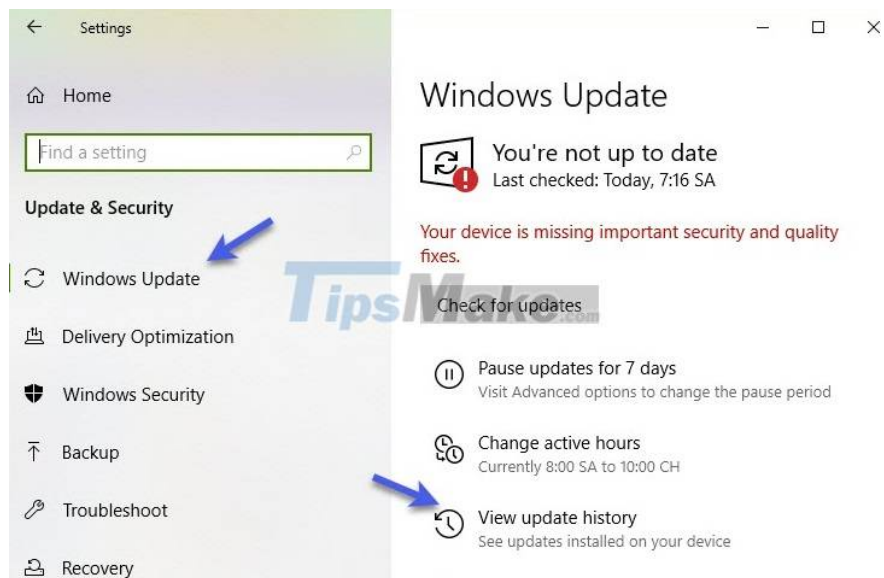 Settings
Home
Find a setting
Update & Security
Windows Update
Delivery Optimization
Windows Security
Backup
Troubleshoot
Recovery
Windows Update
You're not up to date
Last checked: Today, 7:16 SA
Your device is missing important security and quality
fixes.
TipsMake.com
Check for updates
Pause updates for 7 days
Visit Advanced options to change the pause period
Change active hours
Currently 8:00 SA to 10:00 CH
View update history
See updates installed on your device